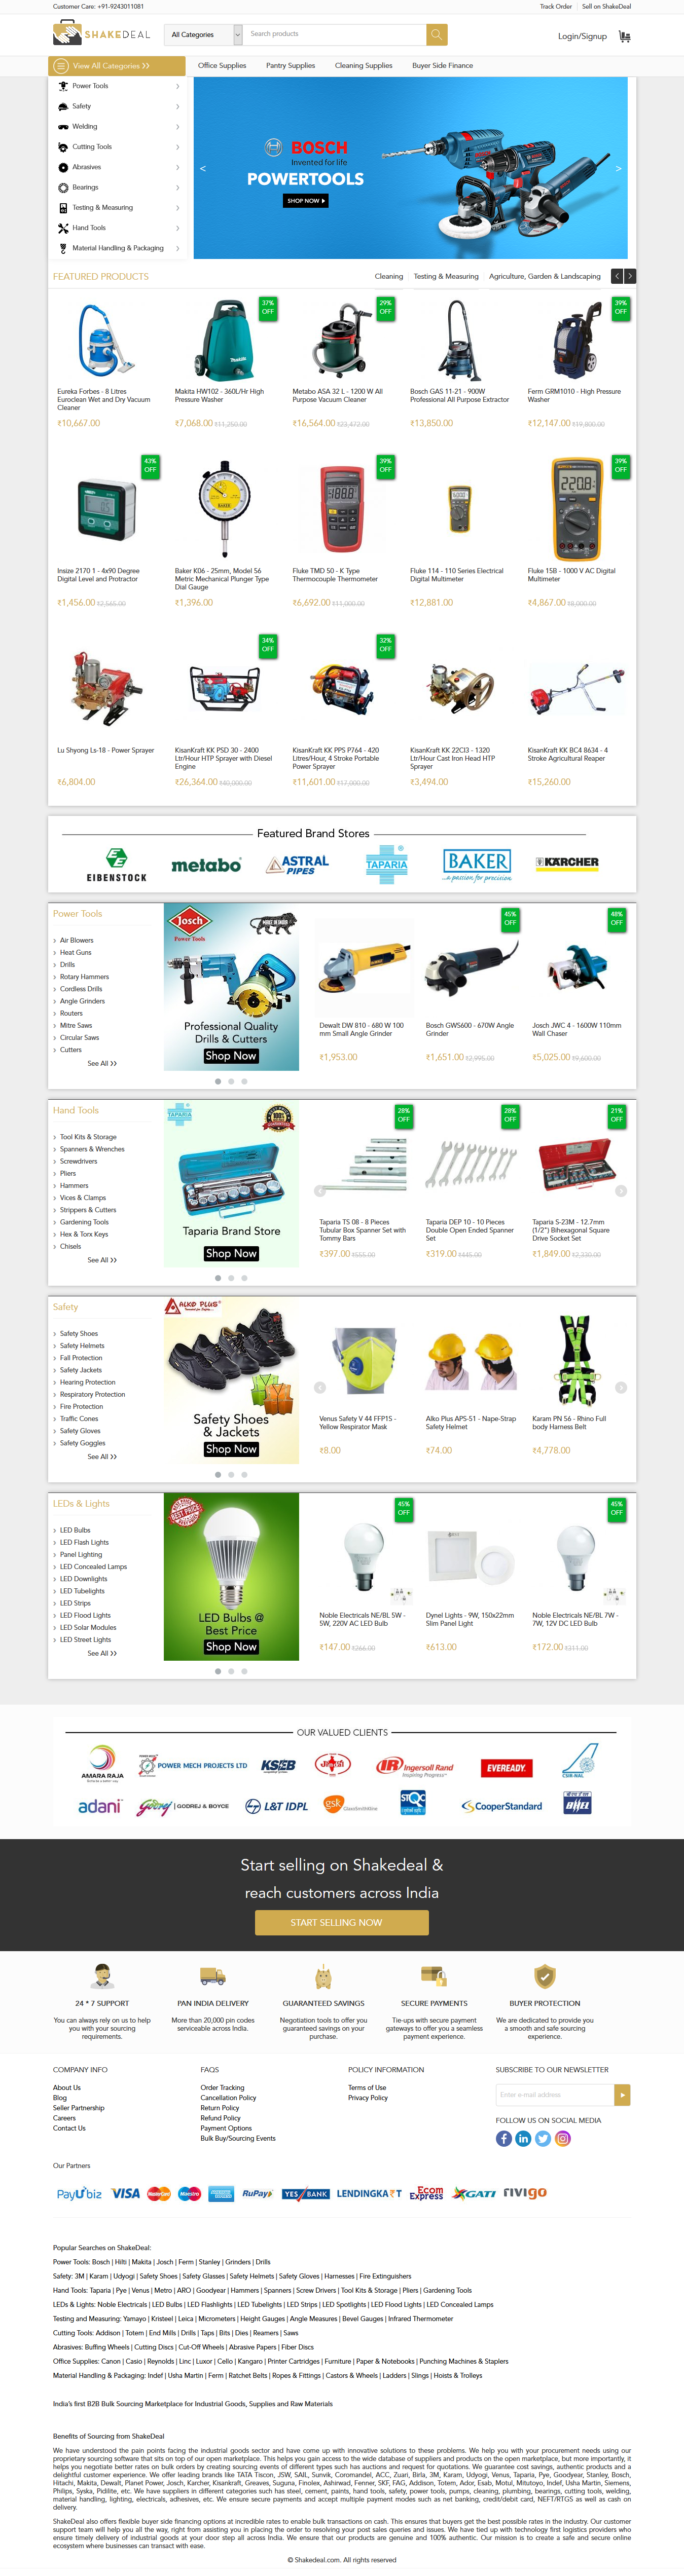 Customer Care: +91-9243011081
Track Order
Sell on ShakeDeal
SHAKEDEAL
All Categories
Search products
Login/Signup
View All Categories
Office Supplies
Pantry Supplies
Cleaning Supplies
Buyer Side Finance
Power Tools
Safety
Welding
Cutting Tools
Abrasives
Bearings
Testing & Measuring
Hand Tools
Material Handling & Packaging
BOSCH
Invented for life
POWERTOOLS
SHOP NOW
FEATURED PRODUCTS
Cleaning
Testing & Measuring
Agriculture, Garden & Landscaping
37% OFF
29% OFF
39% OFF
Eureka Forbes - 8 Litres
Euroclean Wet and Dry Vacuum
Cleaner
₹10,667.00
Makita HW102 - 360L/Hr High
Pressure Washer
₹7,068.00 ₹11,250.00
Metabo ASA 32 L - 1200 W All
Purpose Vacuum Cleaner
₹16,564.00 ₹23,472.00
Bosch GAS 11-21 - 900W
Professional All Purpose Extractor
₹13,850.00
Ferm GRM1010 - High Pressure
Washer
₹12,147.00 ₹19,890.00
43% OFF
39% OFF
39% OFF
Insize 2170 1 - 4x90 Degree
Digital Level and Protractor
₹1,456.00 ₹2,565.00
Baker K06 - 25mm, Model 56
Metric Mechanical Plunger Type
Dial Gauge
₹1,396.00
Fluke TMD 50 - K Type
Thermocouple Thermometer
₹6,692.00 ₹11,000.00
Fluke 114 - 110 Series Electrical
Digital Multimeter
₹12,881.00
Fluke 15B - 1000 V AC Digital
Multimeter
₹4,867.00 ₹8,000.00
34% OFF
32% OFF
Lu Shyong Ls-18 - Power Sprayer
₹6,804.00
KisanKraft KK PSD 30 - 2400
Ltr/Hour HTP Sprayer with Diesel
Engine
₹26,364.00 ₹40,000.00
KisanKraft KK PPS P764 - 420
Litres/Hour, 4 Stroke Portable
Power Sprayer
₹11,601.00 ₹17,000.00
KisanKraft KK 22CI3 - 1320
Ltr/Hour Cast Iron Head HTP
Sprayer
₹3,494.00
KisanKraft KK BC4 8634 - 4
Stroke Agricultural Reaper
₹15,260.00
Featured Brand Stores
EIBENSTOCK
metabo
ASTRAL PIPES
TAPARIA
BAKER
...a passion for precision
KARCHER
Power Tools
Air Blowers
Heat Guns
Drills
Rotary Hammers
Cordless Drills
Angle Grinders
Routers
Mitre Saws
Circular Saws
Cutters
See All
Josch
Power Tools
MAKE IN INDIA
Professional Quality
Drills & Cutters
Shop Now
45% OFF
48% OFF
Dewalt DW 810 - 680 W 100
mm Small Angle Grinder
₹1,953.00
Bosch GWS600 - 670W Angle
Grinder
₹1,651.00 ₹2,995.00
Josch JWC 4 - 1600W 110mm
Wall Chaser
₹5,025.00 ₹9,600.00
Hand Tools
Tool Kits & Storage
Spanners & Wrenches
Screwdrivers
Pliers
Hammers
Vices & Clamps
Strippers & Cutters
Gardening Tools
Hex & Torx Keys
Chisels
See All
TAPARIA
Taparia Brand Store
Shop Now
28% OFF
28% OFF
21% OFF
Taparia TS 08 - 8 Pieces
Tubular Box Spanner Set with
Tommy Bars
₹397.00 ₹555.00
Taparia DEP 10 - 10 Pieces
Double Open Ended Spanner
Set
₹319.00 ₹445.00
Taparia S-23M - 12.7mm
(1/2") Bihexagonal Square
Drive Socket Set
₹1,849.00 ₹2,330.00
Safety
Safety Shoes
Safety Helmets
Fall Protection
Safety Jackets
Hearing Protection
Respiratory Protection
Fire Protection
Traffic Cones
Safety Gloves
Safety Goggles
See All
ALKO PLUS
Safety Shoes
& Jackets
Shop Now
Venus Safety V 44 FFP1S -
Yellow Respirator Mask
₹8.00
Alko Plus APS-51 - Nape-Strap
Safety Helmet
₹74.00
Karam PN 56 - Rhino Full
body Harness Belt
₹4,778.00
LEDs & Lights
LED Bulbs
LED Flash Lights
Panel Lighting
LED Concealed Lamps
LED Downlights
LED Tubelights
LED Strips
LED Flood Lights
LED Solar Modules
LED Street Lights
See All
BEST PRICE
LED Bulbs @
Best Price
Shop Now
45% OFF
45% OFF
Noble Electricals NE/BL 5W -
5W, 220V AC LED Bulb
₹147.00 ₹266.00
Dynel Lights - 9W, 150x22mm
Slim Panel Light
₹613.00
Noble Electricals NE/BL 7W -
7W, 12V DC LED Bulb
₹172.00 ₹311.00
OUR VALUED CLIENTS
AMARA RAJA
POWER MECH PROJECTS LTD
KSEB
Ingersoll Rand
Inspiring Progress
EVEREADY.
CSIR-NAL
adani
Godrej | GODREJ & BOYCE
L&T IDPL
gsk GlaxoSmithKline
STQC
CooperStandard
BHEL
Start selling on Shakedeal &
reach customers across India
START SELLING NOW
24 * 7 SUPPORT
You can always rely on us to help
you with your sourcing
requirements.
PAN INDIA DELIVERY
More than 20,000 pin codes
serviceable across India.
GUARANTEED SAVINGS
Negotiation tools to offer you
guaranteed savings on your
purchase.
SECURE PAYMENTS
Tie-ups with secure payment
gateways to offer you a seamless
payment experience.
BUYER PROTECTION
We are dedicated to provide you
a smooth and safe sourcing
experience.
COMPANY INFO
About Us
Blog
Seller Partnership
Careers
Contact Us
FAQS
Order Tracking
Cancellation Policy
Return Policy
Refund Policy
Payment Options
Bulk Buy/Sourcing Events
POLICY INFORMATION
Terms of Use
Privacy Policy
SUBSCRIBE TO OUR NEWSLETTER
Enter e-mail address
FOLLOW US ON SOCIAL MEDIA
Our Partners
PayU biz
VISA
MasterCard
Maestro
AMERICAN EXPRESS
RuPay
YES BANK
LENDINGKART
Ecom Express
GATI
rivigo
Popular Searches on ShakeDeal:
Power Tools: Bosch | Hilti | Makita | Josch | Ferm | Stanley | Grinders | Drills
Safety: 3M | Karam | Udyogi | Safety Shoes | Safety Glasses | Safety Helmets | Safety Gloves | Harnesses | Fire Extinguishers
Hand Tools: Taparia | Pye | Venus | Metro | ARO | Goodyear | Hammers | Spanners | Screw Drivers | Tool Kits & Storage | Pliers | Gardening Tools
LEDs & Lights: Noble Electricals | LED Bulbs | LED Flashlights | LED Tubelights | LED Strips | LED Spotlights | LED Flood Lights | LED Concealed Lamps
Testing and Measuring: Yamayo | Kristeel | Leica | Micrometers | Height Gauges | Angle Measures | Bevel Gauges | Infrared Thermometer
Cutting Tools: Addison | Totem | End Mills | Drills | Taps | Bits | Dies | Reamers | Saws
Abrasives: Buffing Wheels | Cutting Discs | Cut-Off Wheels | Abrasive Papers | Fiber Discs
Office Supplies: Canon | Casio | Reynolds | Linc | Luxor | Cello | Kangaro | Printer Cartridges | Furniture | Paper & Notebooks | Punching Machines & Staplers
Material Handling & Packaging: Indef | Usha Martin | Ferm | Ratchet Belts | Ropes & Fittings | Castors & Wheels | Ladders | Slings | Hoists & Trolleys
India's first B2B Bulk Sourcing Marketplace for Industrial Goods, Supplies and Raw Materials
Benefits of Sourcing from ShakeDeal
We have understood the pain points facing the industrial goods sector and have come up with innovative solutions to these problems. We help you with your procurement needs using our
proprietary sourcing software that sits on top of our open marketplace. This helps you gain access to the wide database of suppliers and products on the open marketplace, but more importantly, it
helps you negotiate better rates on bulk orders by creating sourcing events of different types such as auctions and request for quotations. We guarantee cost savings, authentic products and a
delightful customer experience. We offer leading brands like TATA Tiscon, JSW, SAIL, Survik, Coromandel, ACC, Zuari, Birla, 3M, Karam, Udyogi, Venus, Taparia, Pye, Goodyear, Stanley, Bosch,
Hitachi, Makita, Dewalt, Planet Power, Josch, Karcher, Kisankraft, Greaves, Suguna, Finolex, Ashirwad, Fenner, SKF, FAG, Addison, Totem, Ador, Esab, Motul, Mitutoyo, Indef, Usha Martin, Siemens,
Philips, Syska, Pidilite, etc. We have suppliers in different categories such as steel, cement, paints, hand tools, safety, power tools, pumps, cleaning, plumbing, bearings, cutting tools, welding,
material handling, lighting, electricals, adhesives, etc. We ensure secure payments and accept multiple payment modes such as net banking, credit/debit card, NEFT/RTGS as well as cash on
delivery.
ShakeDeal also offers flexible buyer side financing options at incredible rates to enable bulk transactions on cash. This ensures that buyers get the best possible rates in the industry. Our customer
support team will help you all the way, right from assisting you in placing the order to resolving your post sales queries and issues. We have tied up with technology first logistics providers who
ensure timely delivery of industrial goods at your door step all across India. We ensure that our products are genuine and 100% authentic. Our mission is to create a safe and secure online
ecosystem where businesses can transact with ease.
© Shakedeal.com. All rights reserved